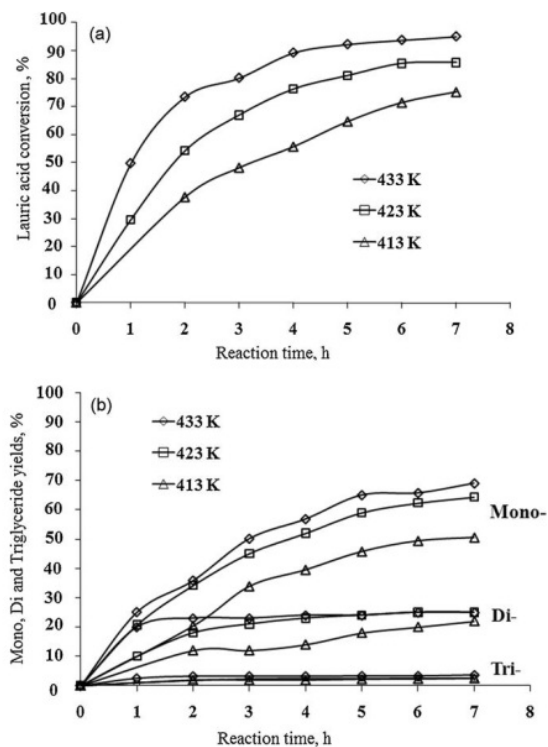 (a)
100
90
80
70
60
50
40
30
20
10
0
Lauric acid conversion, %
433 K
423 K
413 K
0 1 2 3 4 5 6 7 8
Reaction time, h
(b)
100
90
80
70
60
50
40
30
20
10
0
Mono, Di and Triglyceride yields, %
433 K
423 K
413 K
Mono-
Di-
Tri-
0 1 2 3 4 5 6 7 8
Reaction time, h